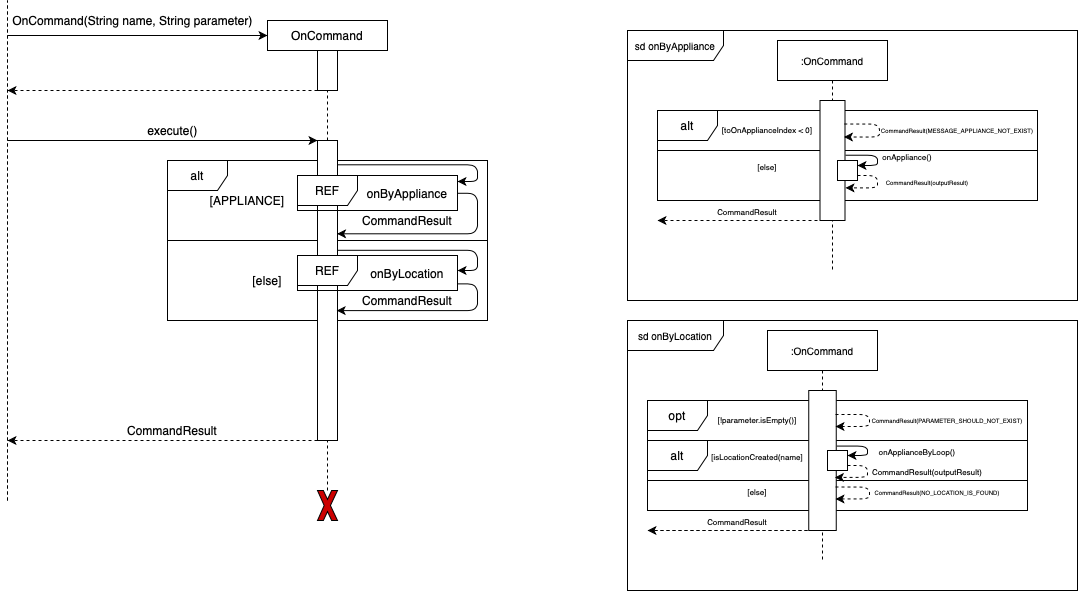 OnCommand(String name, String parameter)
OnCommand
execute()
alt
[APPLIANCE]
REF
onByAppliance
CommandResult
[else]
REF
onByLocation
CommandResult
CommandResult
sd onByAppliance
:OnCommand
alt
[toOnApplianceIndex < 0]
CommandResult(MESSAGE_APPLIANCE_NOT_EXIST)
[else]
onAppliance()
CommandResult(outputResult)
CommandResult
sd onByLocation
:OnCommand
opt
[!parameter.isEmpty()]
CommandResult(PARAMETER_SHOULD_NOT_EXIST)
alt
[isLocationCreated(name]
onApplianceByLoop()
CommandResult(outputResult)
[else]
CommandResult(NO_LOCATION_IS_FOUND)
CommandResult